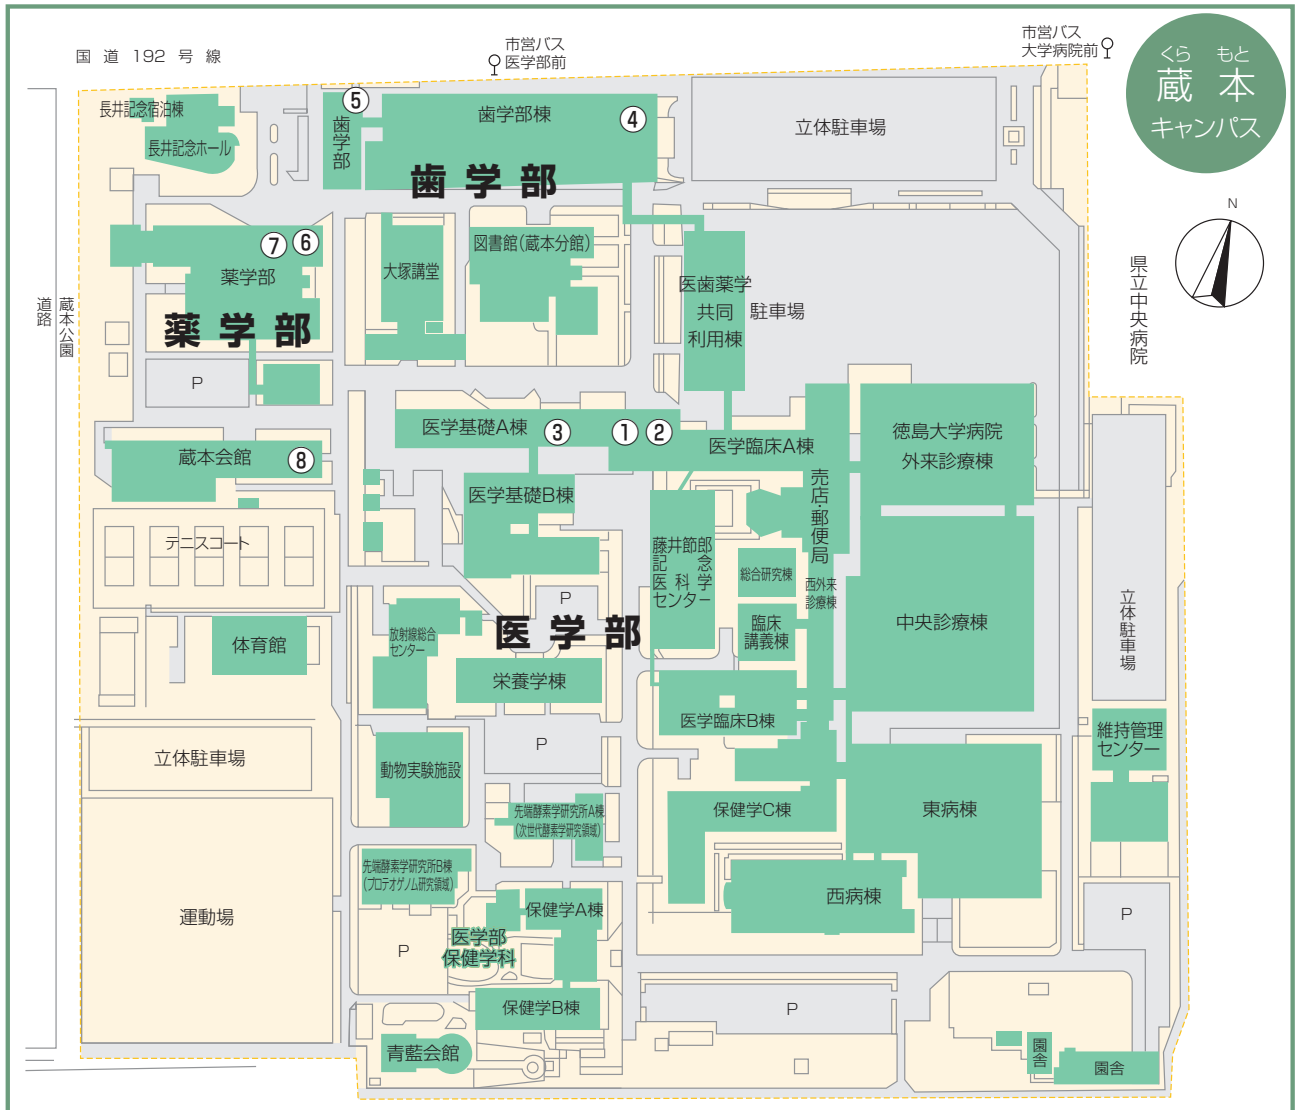 国道192号線
市営バス
医学部前
市営バス
大学病院前
くらもと
蔵本
キャンパス
N
長井記念宿泊棟
長井記念ホール
⑤
歯学部
歯学部棟
④
歯学部
立体駐車場
⑦
⑥
薬学部
薬学部
大塚講堂
図書館(蔵本分館)
医歯薬学
共同
利用棟
駐車場
県立中央病院
蔵本公園
道路
P
医学基礎A棟
③
①
②
医学臨床A棟
徳島大学病院
外来診療棟
蔵本会館
⑧
医学基礎B棟
売店・郵便局
テニスコート
藤井節郎
記念
医科学
センター
総合研究棟
西外来
診療棟
P
医学部
臨床
講義棟
中央診療棟
立体駐車場
体育館
放射線総合
センター
栄養学棟
医学臨床B棟
維持管理
センター
立体駐車場
P
動物実験施設
先端酵素学研究所A棟
(次世代酵素学研究領域)
保健学C棟
東病棟
先端酵素学研究所B棟
(プロテオゲノム研究領域)
西病棟
運動場
保健学A棟
P
P
医学部
保健学科
保健学B棟
P
青藍会館
園舎
園舎